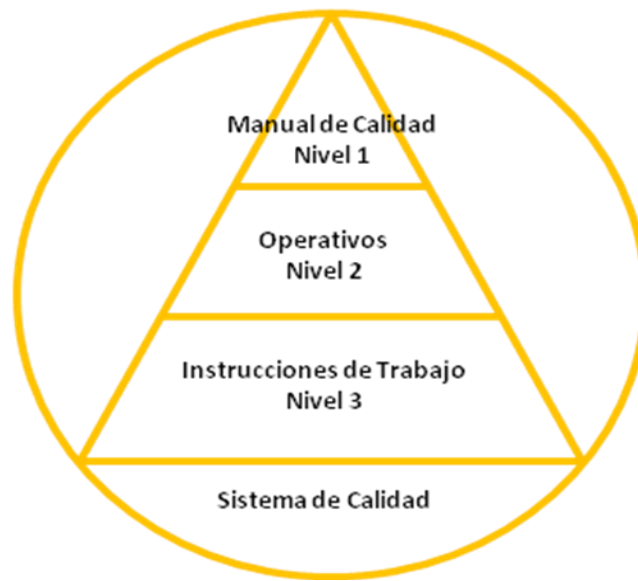 Manual de Calidad
Nivel 1
Operativos
Nivel 2
Instrucciones de Trabajo
Nivel 3
Sistema de Calidad